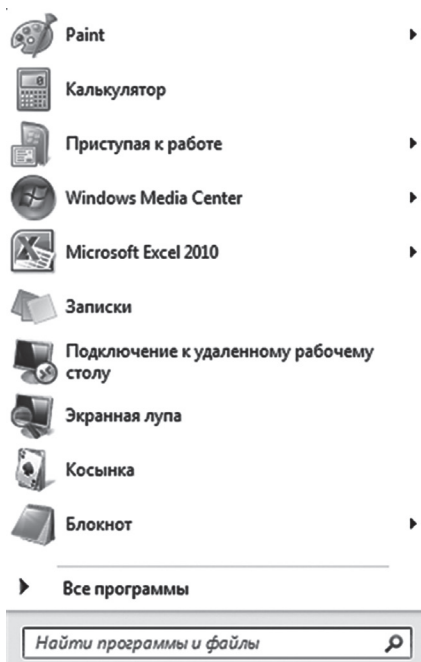 Paint
Калькулятор
Приступая к работе
Windows Media Center
Microsoft Excel 2010
Записки
Подключение к удаленному рабочему
столу
Экранная лупа
Косынка
Блокнот
Все программы
Найти программы и файлы